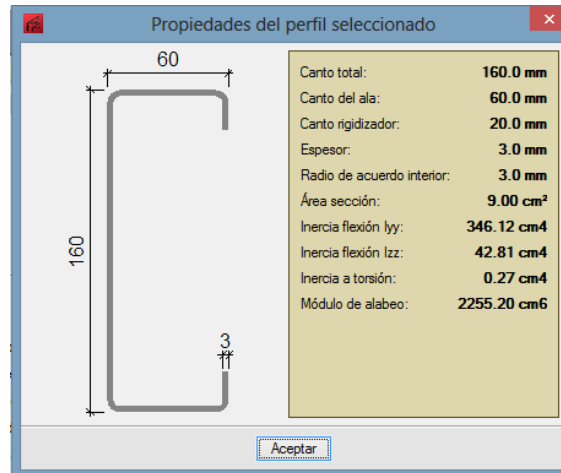 Propiedades del perfil seleccionado
60
160
3
Canto total: 160.0 mm
Canto del ala: 60.0 mm
Canto rigidizador: 20.0 mm
Espesor: 3.0 mm
Radio de acuerdo interior: 3.0 mm
Área sección: 9.00 cm²
Inercia flexión Iyy: 346.12 cm4
Inercia flexión Izz: 42.81 cm4
Inercia a torsión: 0.27 cm4
Módulo de alabeo: 2255.20 cm6
Aceptar